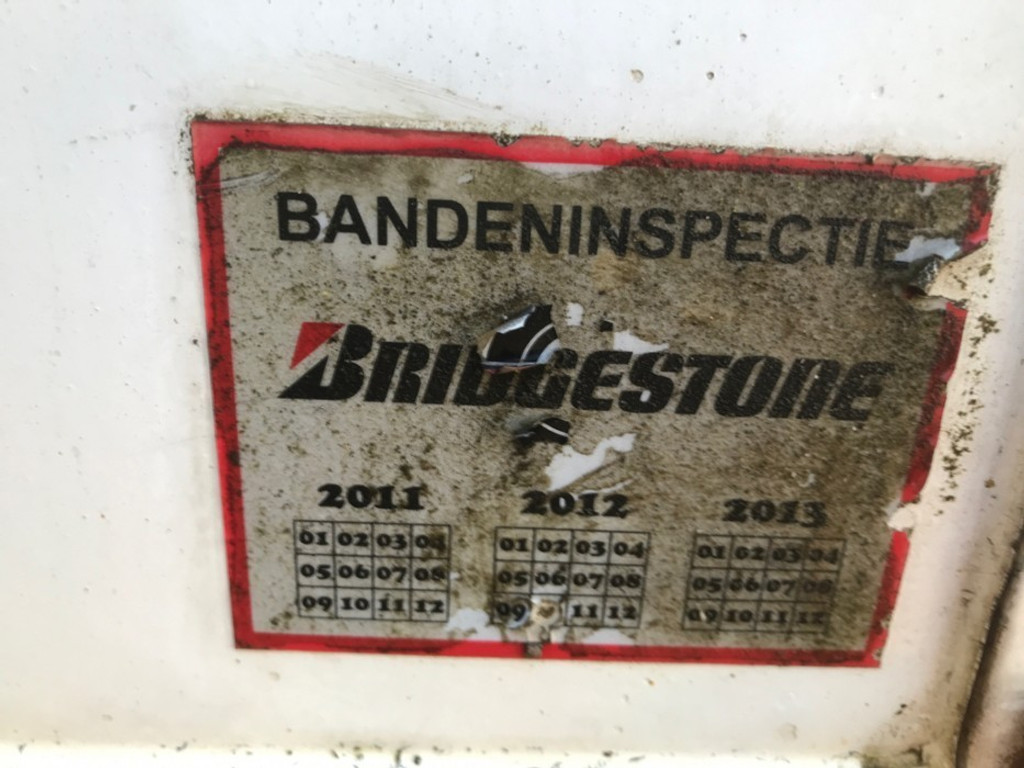 BANDENINSPECTIE
BRIDGESTONE
2011 2012 2013
01 02 03 04 01 02 03 04 01 02 03 04
05 06 07 08 05 06 07 08 05 06 07 08
09 10 11 12 09 11 12 09 10 11 12